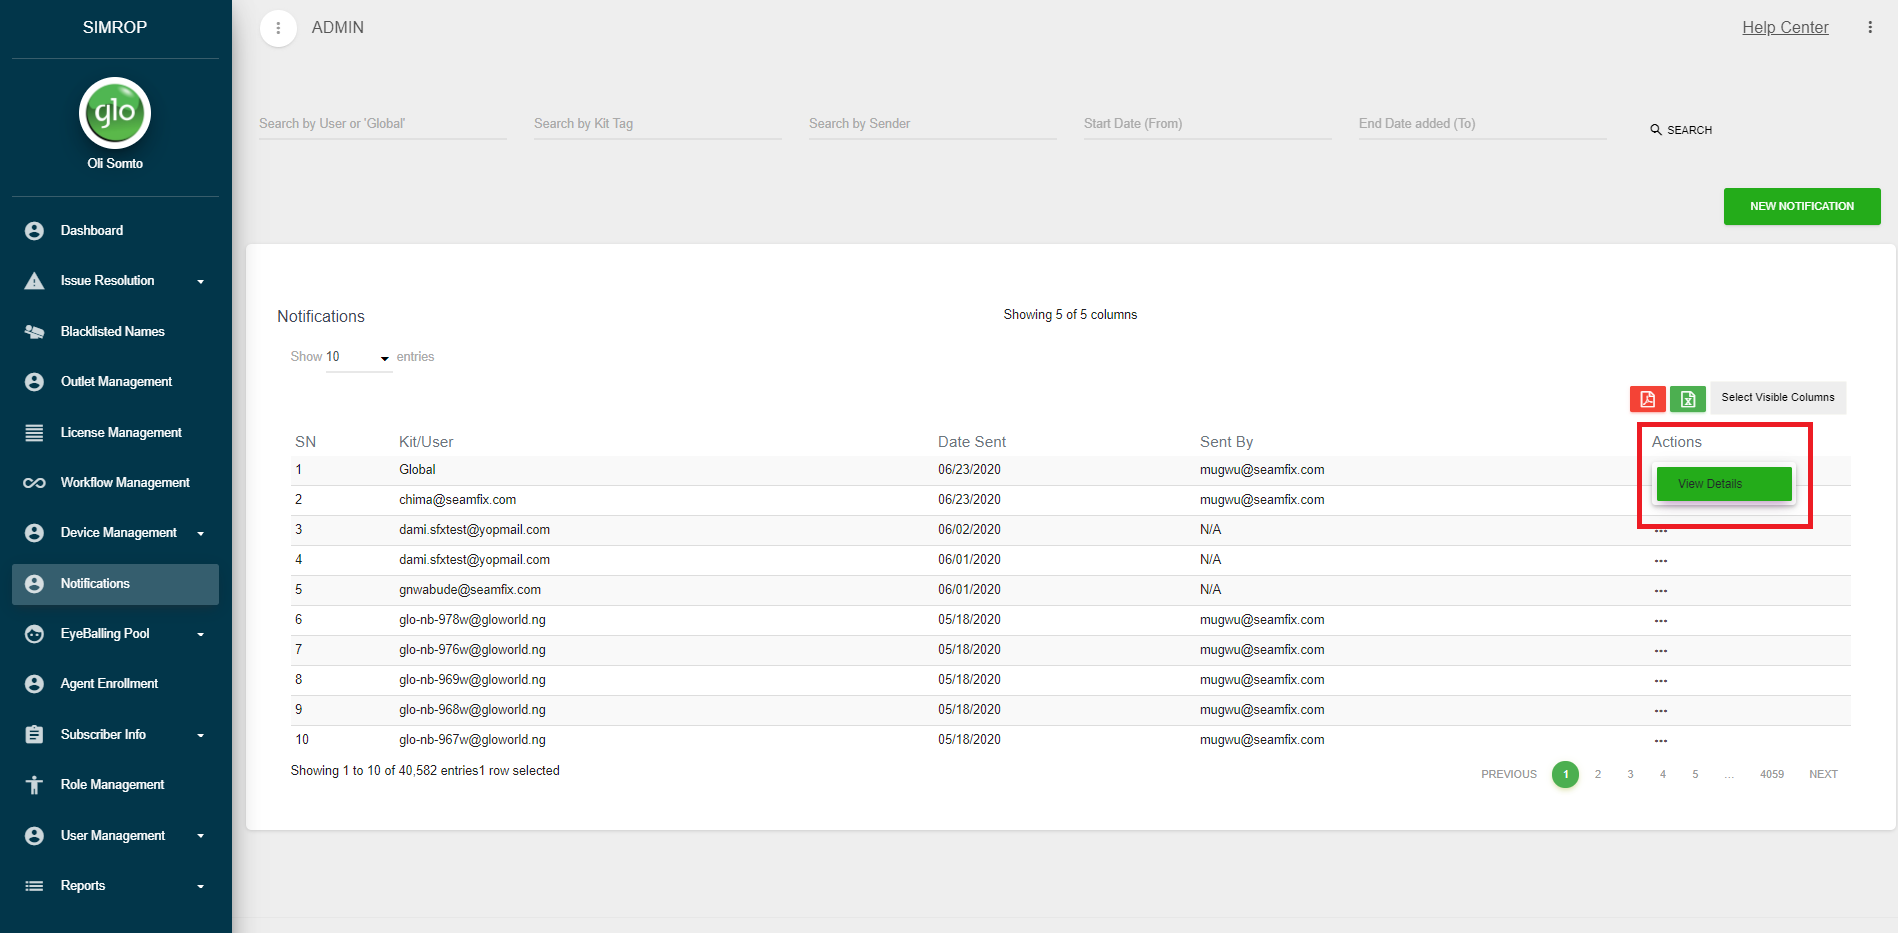 SIMROP
glo
Oli Somto
Dashboard
Issue Resolution
Blacklisted Names
Outlet Management
License Management
Workflow Management
Device Management
Notifications
EyeBalling Pool
Agent Enrollment
Subscriber Info
Role Management
User Management
Reports
ADMIN
Help Center
Search by User or 'Global'
Search by Kit Tag
Search by Sender
Start Date (From)
End Date added (To)
SEARCH
NEW NOTIFICATION
Notifications
Showing 5 of 5 columns
Show 10 entries
Select Visible Columns
SN Kit/User Date Sent Sent By Actions
1 Global 06/23/2020 mugwu@seamfix.com
View Details
2 chima@seamfix.com 06/23/2020 mugwu@seamfix.com
3 dami.sfxtest@yopmail.com 06/02/2020 N/A ...
4 dami.sfxtest@yopmail.com 06/01/2020 N/A ...
5 gnwabude@seamfix.com 06/01/2020 N/A ...
6 glo-nb-978w@gloworld.ng 05/18/2020 mugwu@seamfix.com ...
7 glo-nb-976w@gloworld.ng 05/18/2020 mugwu@seamfix.com ...
8 glo-nb-969w@gloworld.ng 05/18/2020 mugwu@seamfix.com ...
9 glo-nb-968w@gloworld.ng 05/18/2020 mugwu@seamfix.com ...
10 glo-nb-967w@gloworld.ng 05/18/2020 mugwu@seamfix.com ...
Showing 1 to 10 of 40,582 entries1 row selected
PREVIOUS 1 2 3 4 5 ... 4059 NEXT